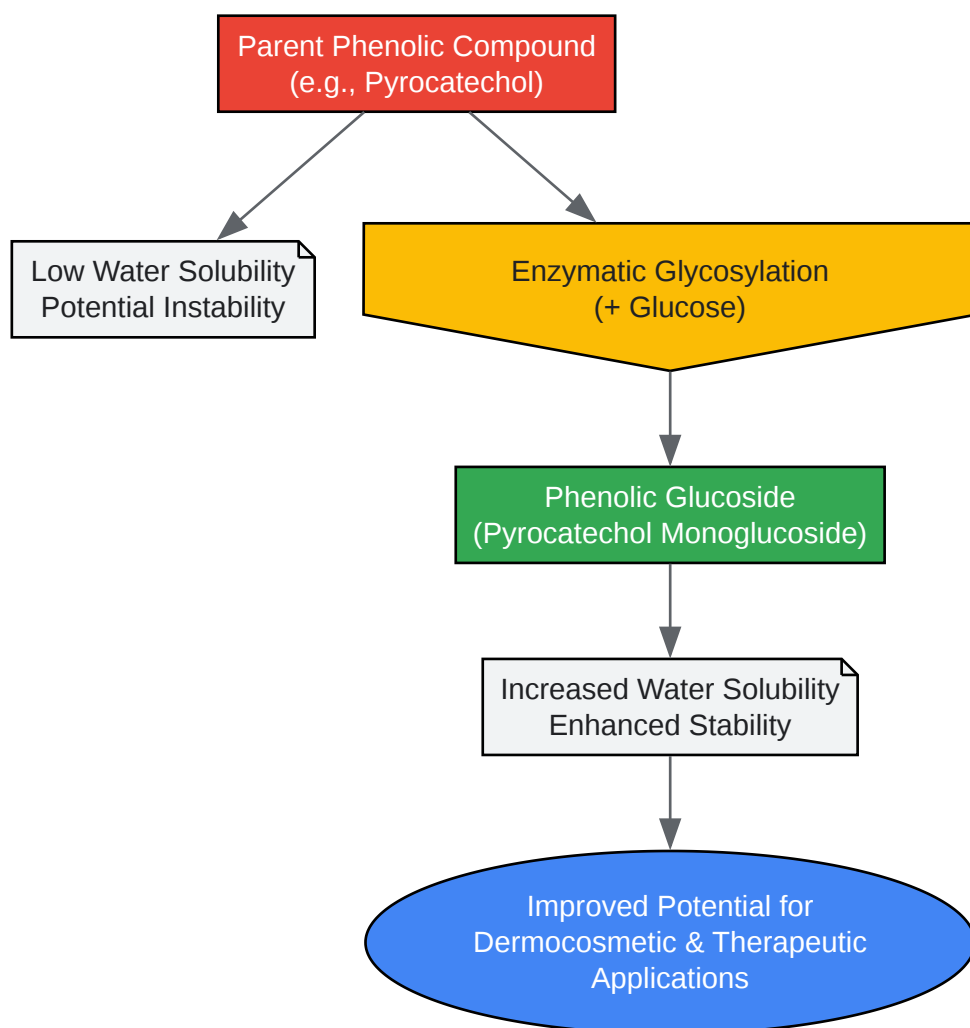 Parent Phenolic Compound
(e.g., Pyrocatechol)
Low Water Solubility
Potential Instability
Enzymatic Glycosylation
(+ Glucose)
Phenolic Glucoside
(Pyrocatechol Monoglucoside)
Increased Water Solubility
Enhanced Stability
Improved Potential for
Dermocosmetic & Therapeutic
Applications